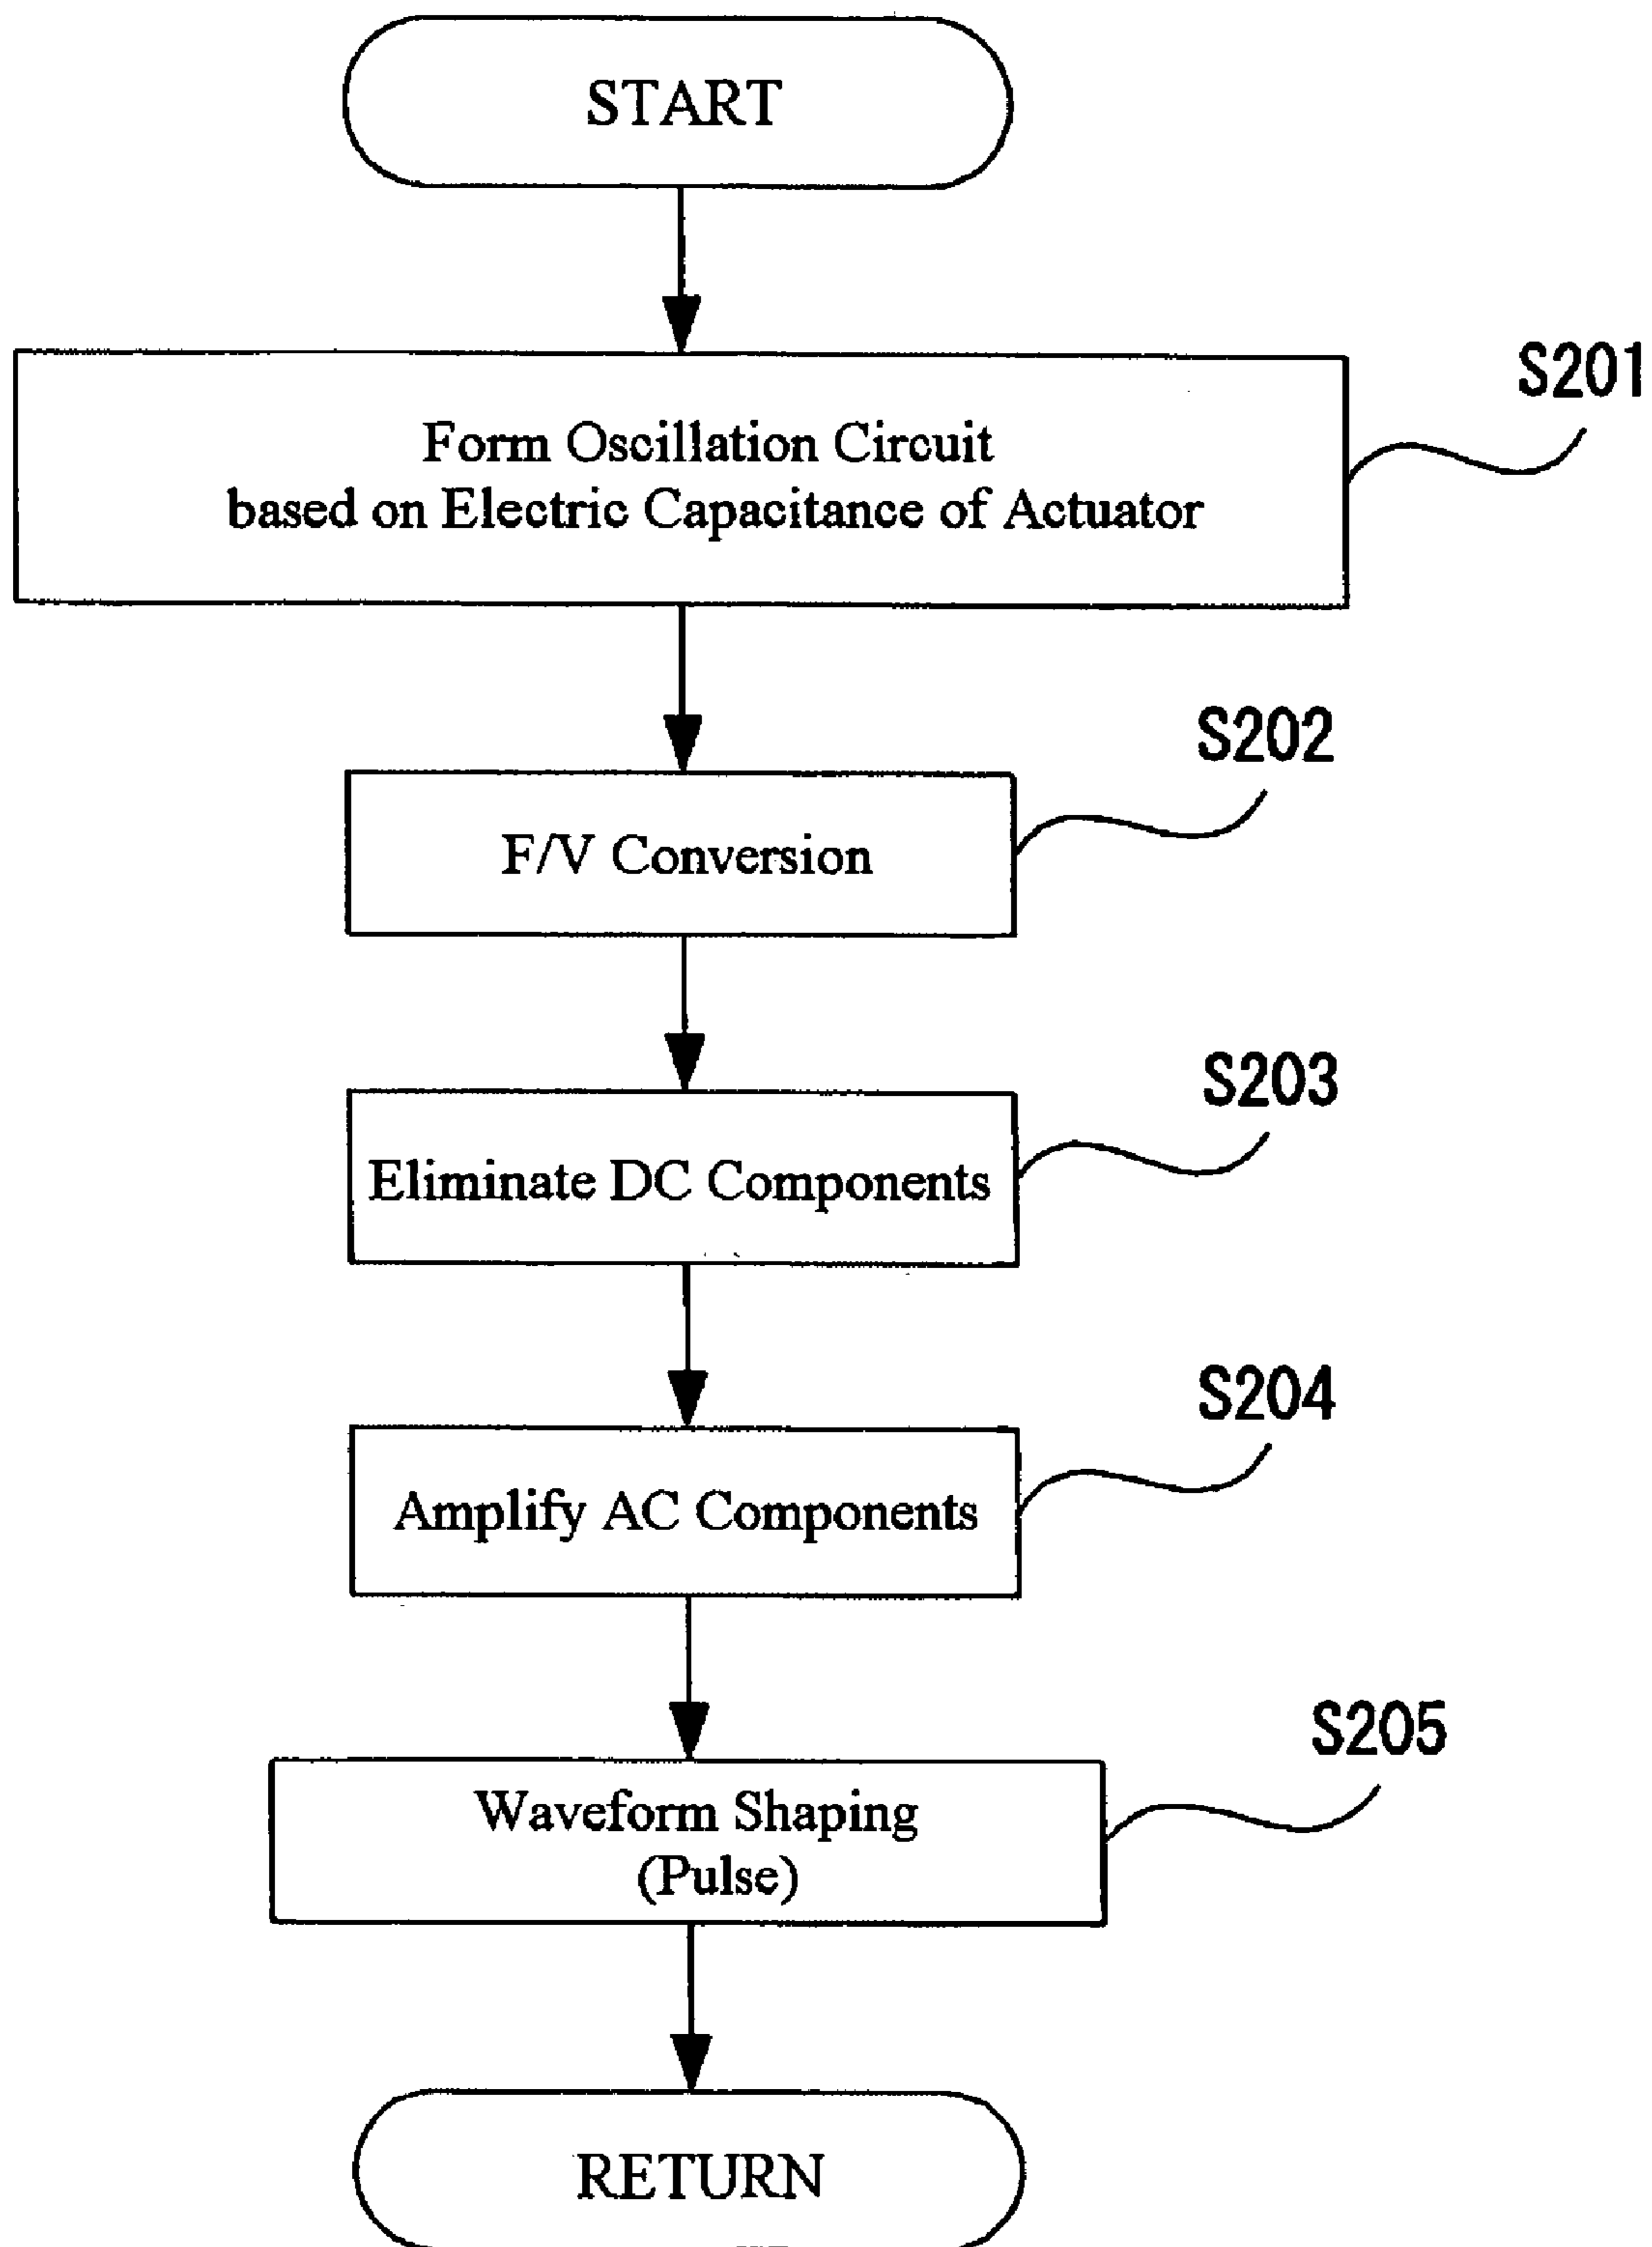 START
S201
Form Oscillation Circuit
based on Electric Capacitance of Actuator
S202
F/V Conversion
S203
Eliminate DC Components
S204
Amplify AC Components
S205
Waveform Shaping
(Pulse)
RETURN